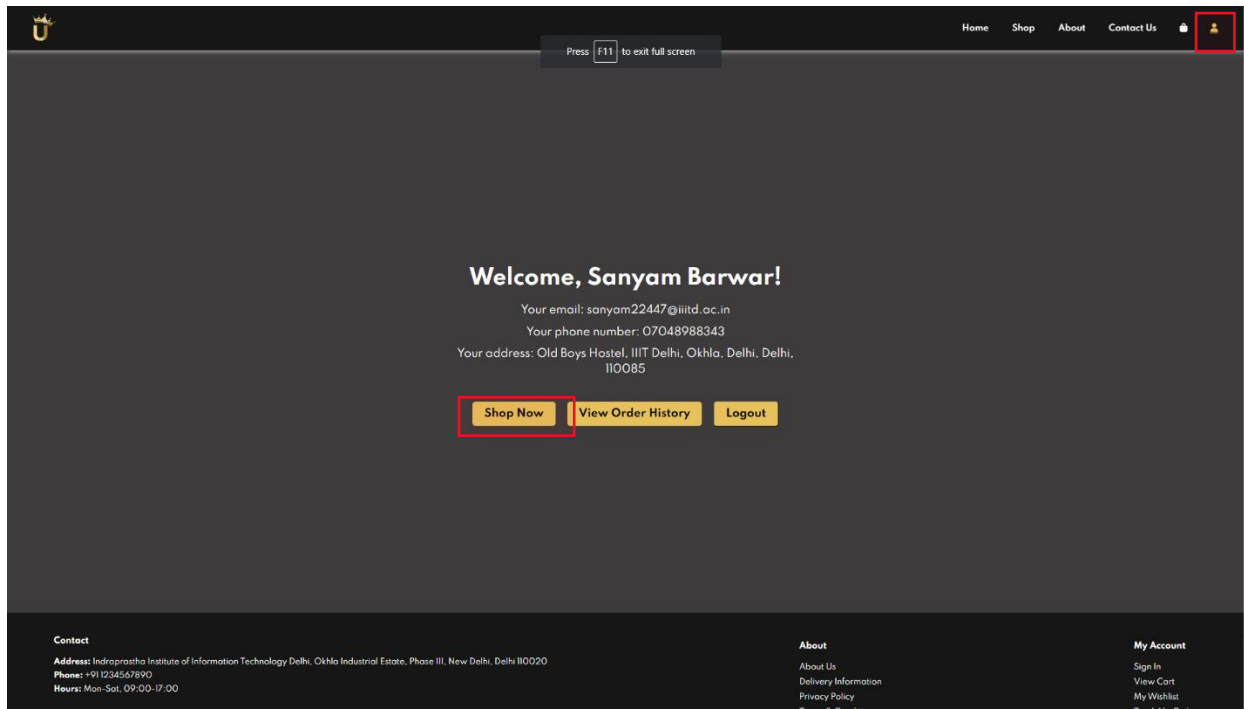 U
Home Shop About Contact Us
Press F11 to exit full screen
Welcome, Sanyam Barwar!
Your email: sanyam22447@iiitd.ac.in
Your phone number: 07048988343
Your address: Old Boys Hostel, IIIT Delhi, Okhla, Delhi, Delhi,
110085
Shop Now View Order History Logout
Contact
Address: Indraprastha Institute of Information Technology Delhi, Okhla Industrial Estate, Phase III, New Delhi, Delhi 110020
Phone: +91 1234567890
Hours: Mon-Sat, 09:00-17:00
About
About Us
Delivery Information
Privacy Policy
My Account
Sign In
View Cart
My Wishlist